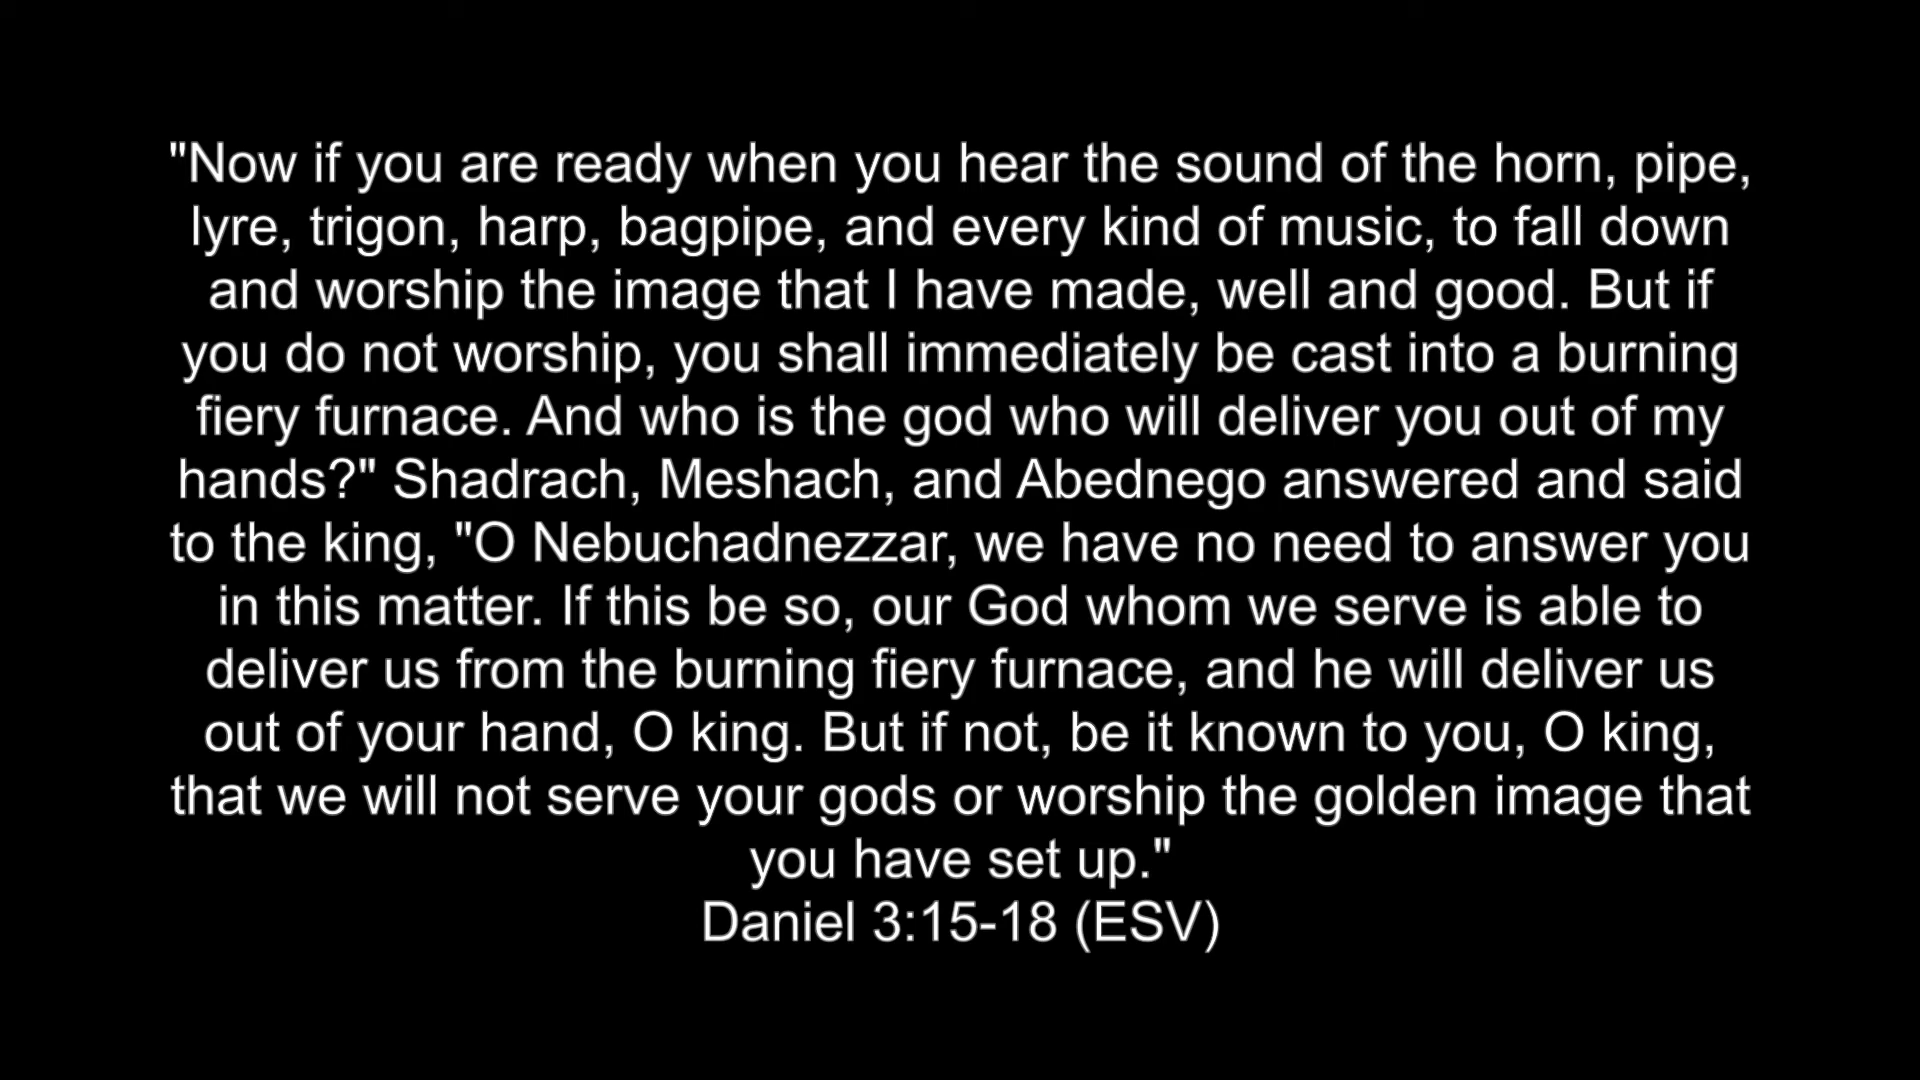 "Now if you are ready when you hear the sound of the horn, pipe,
lyre, trigon, harp, bagpipe, and every kind of music, to fall down
and worship the image that I have made, well and good. But if
you do not worship, you shall immediately be cast into a burning
fiery furnace. And who is the god who will deliver you out of my
hands?" Shadrach, Meshach, and Abednego answered and said
to the king, "O Nebuchadnezzar, we have no need to answer you
in this matter. If this be so, our God whom we serve is able to
deliver us from the burning fiery furnace, and he will deliver us
out of your hand, O king. But if not, be it known to you, O king,
that we will not serve your gods or worship the golden image that
you have set up."
Daniel 3:15-18 (ESV)